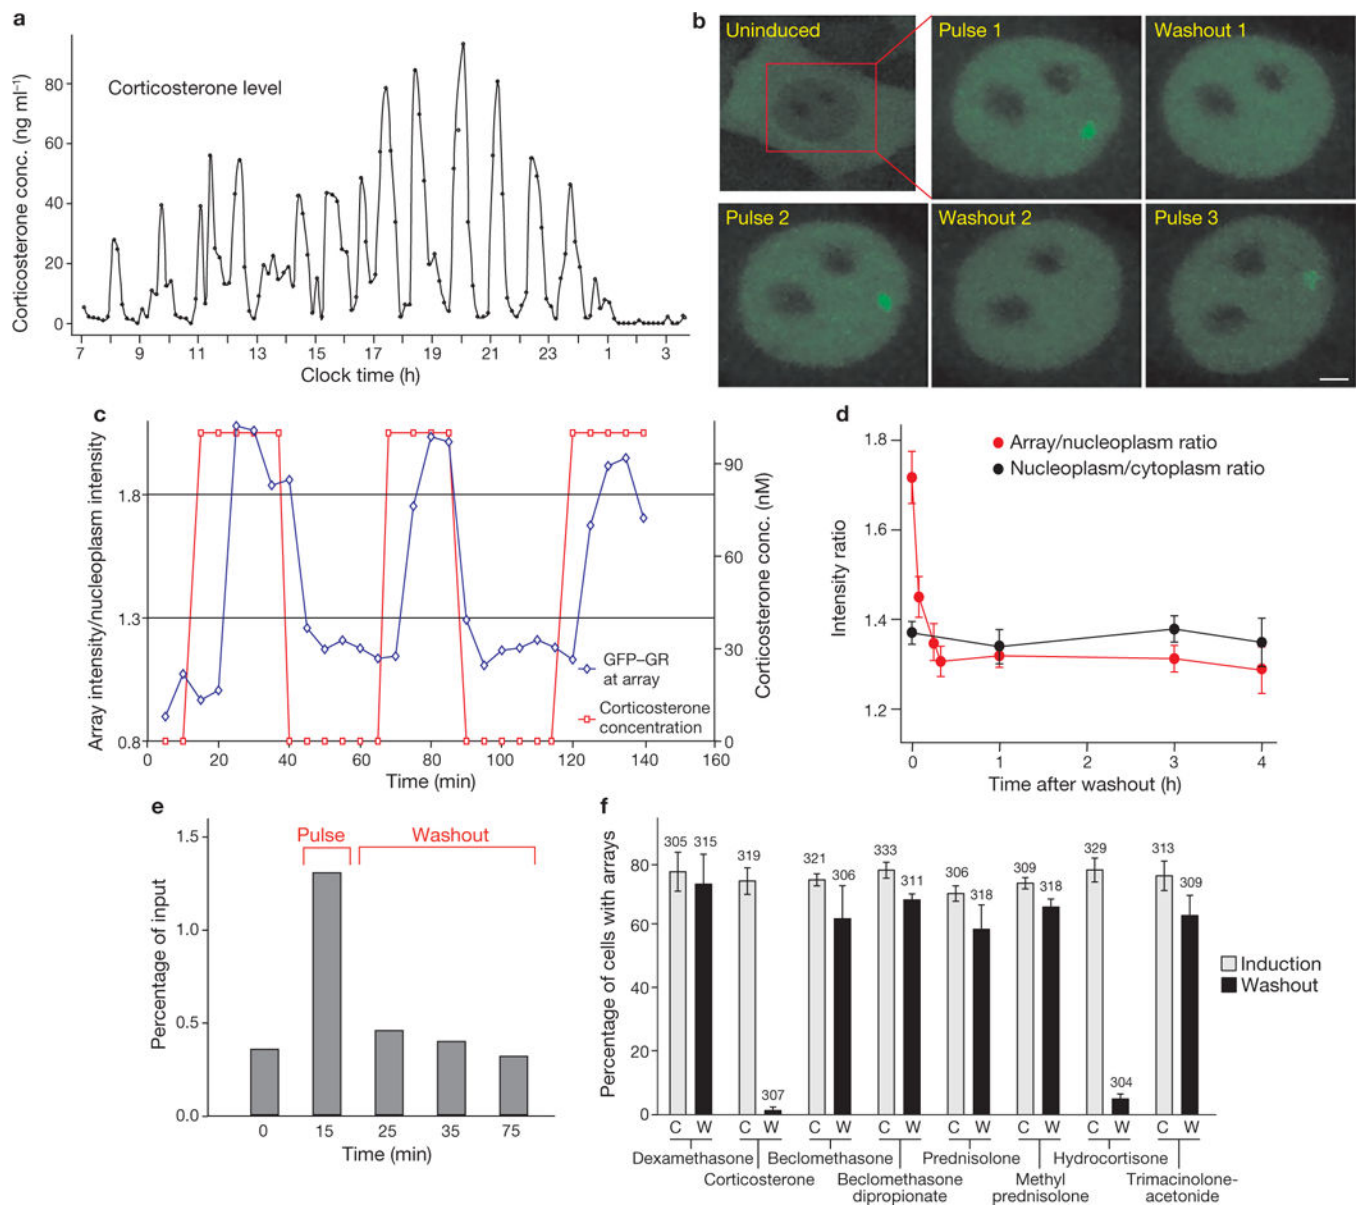 a
Corticosterone level
Corticosterone conc. (ng ml⁻¹)
80
60
40
20
0
7 9 11 13 15 17 19 21 23 1 3
Clock time (h)
b
Uninduced
Pulse 1
Washout 1
Pulse 2
Washout 2
Pulse 3
c
Array intensity/nucleoplasm intensity
1.8
1.3
0.8
90
60
30
0
Corticosterone conc. (nM)
GFP–GR
at array
Corticosterone
concentration
0 20 40 60 80 100 120 140 160
Time (min)
d
Array/nucleoplasm ratio
Nucleoplasm/cytoplasm ratio
Intensity ratio
1.8
1.6
1.4
1.2
0 1 2 3 4
Time after washout (h)
e
Pulse Washout
Percentage of input
1.5
1.0
0.5
0.0
0 15 25 35 75
Time (min)
f
Percentage of cells with arrays
80
60
40
20
0
305 315 319 307 321 306 333 311 306 318 309 318 329 304 313 309
Induction
Washout
C W C W C W C W C W C W C W C W
Dexamethasone Beclomethasone Prednisolone Hydrocortisone
Corticosterone Beclomethasone Methyl Trimacinolone-
dipropionate prednisolone acetonide